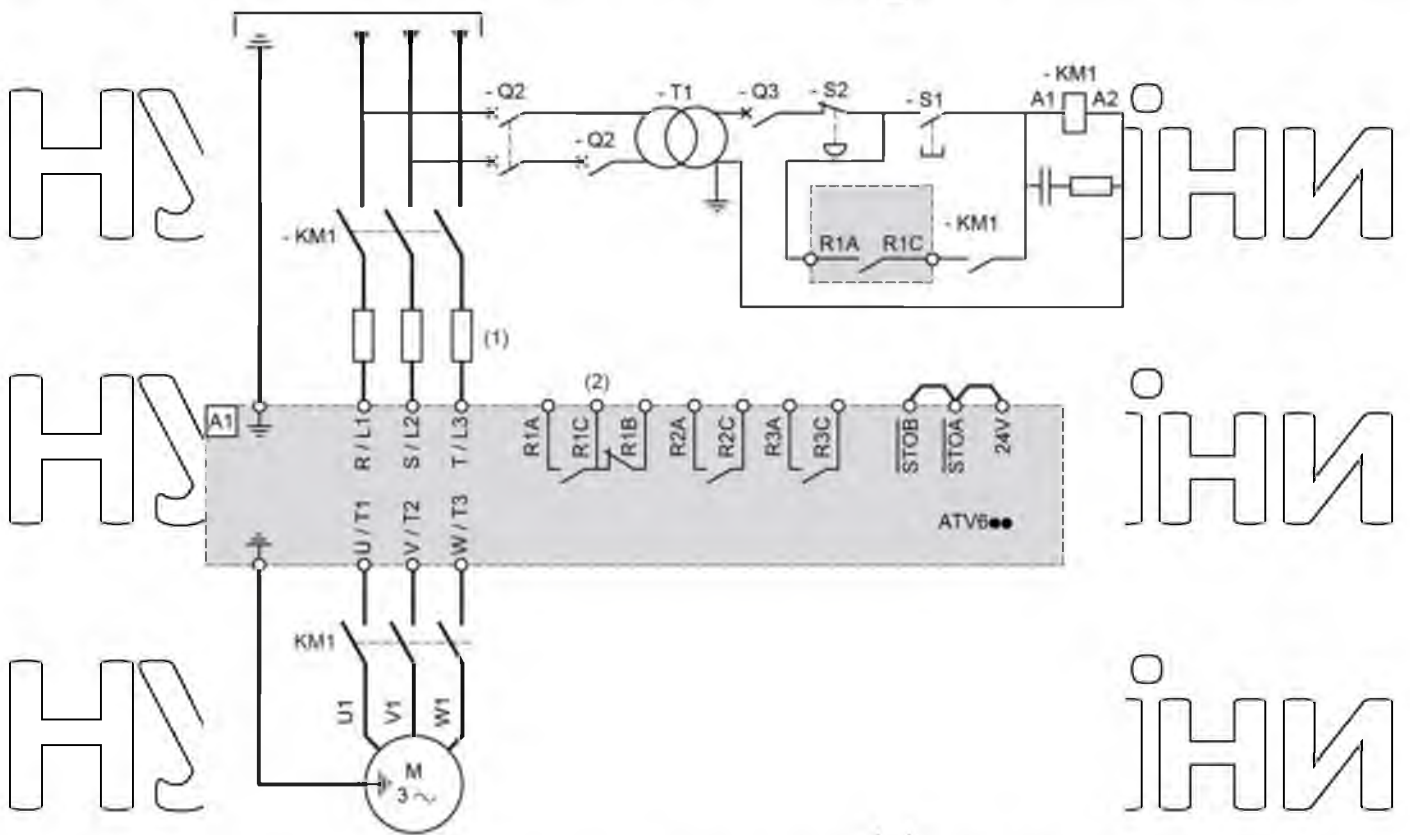 - Q2
- T1
- Q3
- S2
- S1
- KM1
A1
A2
- Q2
- KM1
R1A
R1C
- KM1
(1)
(2)
A1
R / L1
S / L2
T / L3
R1A
R1C
R1B
R2A
R2C
R3A
R3C
STOB
STOA
24V
U / T1
V / T2
W / T3
ATV6●●
KM1
U1
V1
W1
M
3 ~
НУ
ІНИ
НУ
ІНИ
НУ
ІНИ